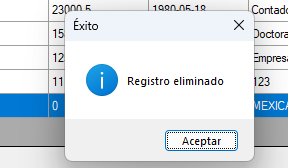 23000.5 1980-05-18 Contado
Éxito
15 Doctora
12 Empresa
Registro eliminado
11 123
0 MEXICA
Aceptar